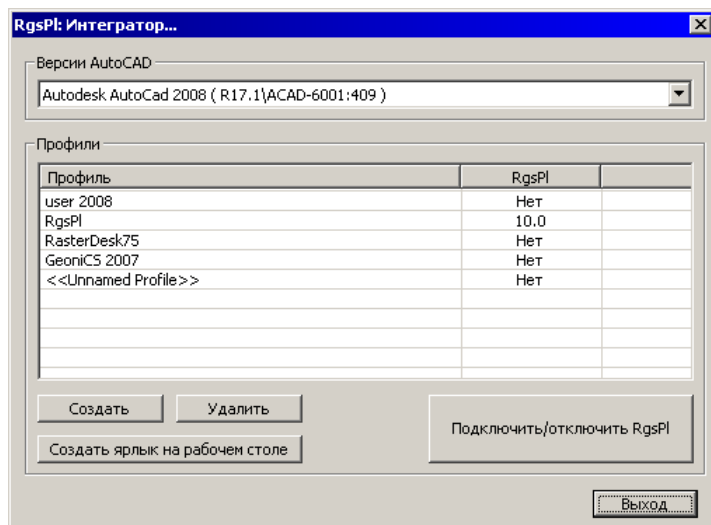 RgsPl: Интегратор...
Версии AutoCAD
Autodesk AutoCad 2008 ( R17.1\ACAD-6001:409 )
Профили
Профиль RgsPl
user 2008 Нет
RgsPl 10.0
RasterDesk75 Нет
GeoniCS 2007 Нет
<<Unnamed Profile>> Нет
Создать Удалить
Подключить/отключить RgsPl
Создать ярлык на рабочем столе
Выход